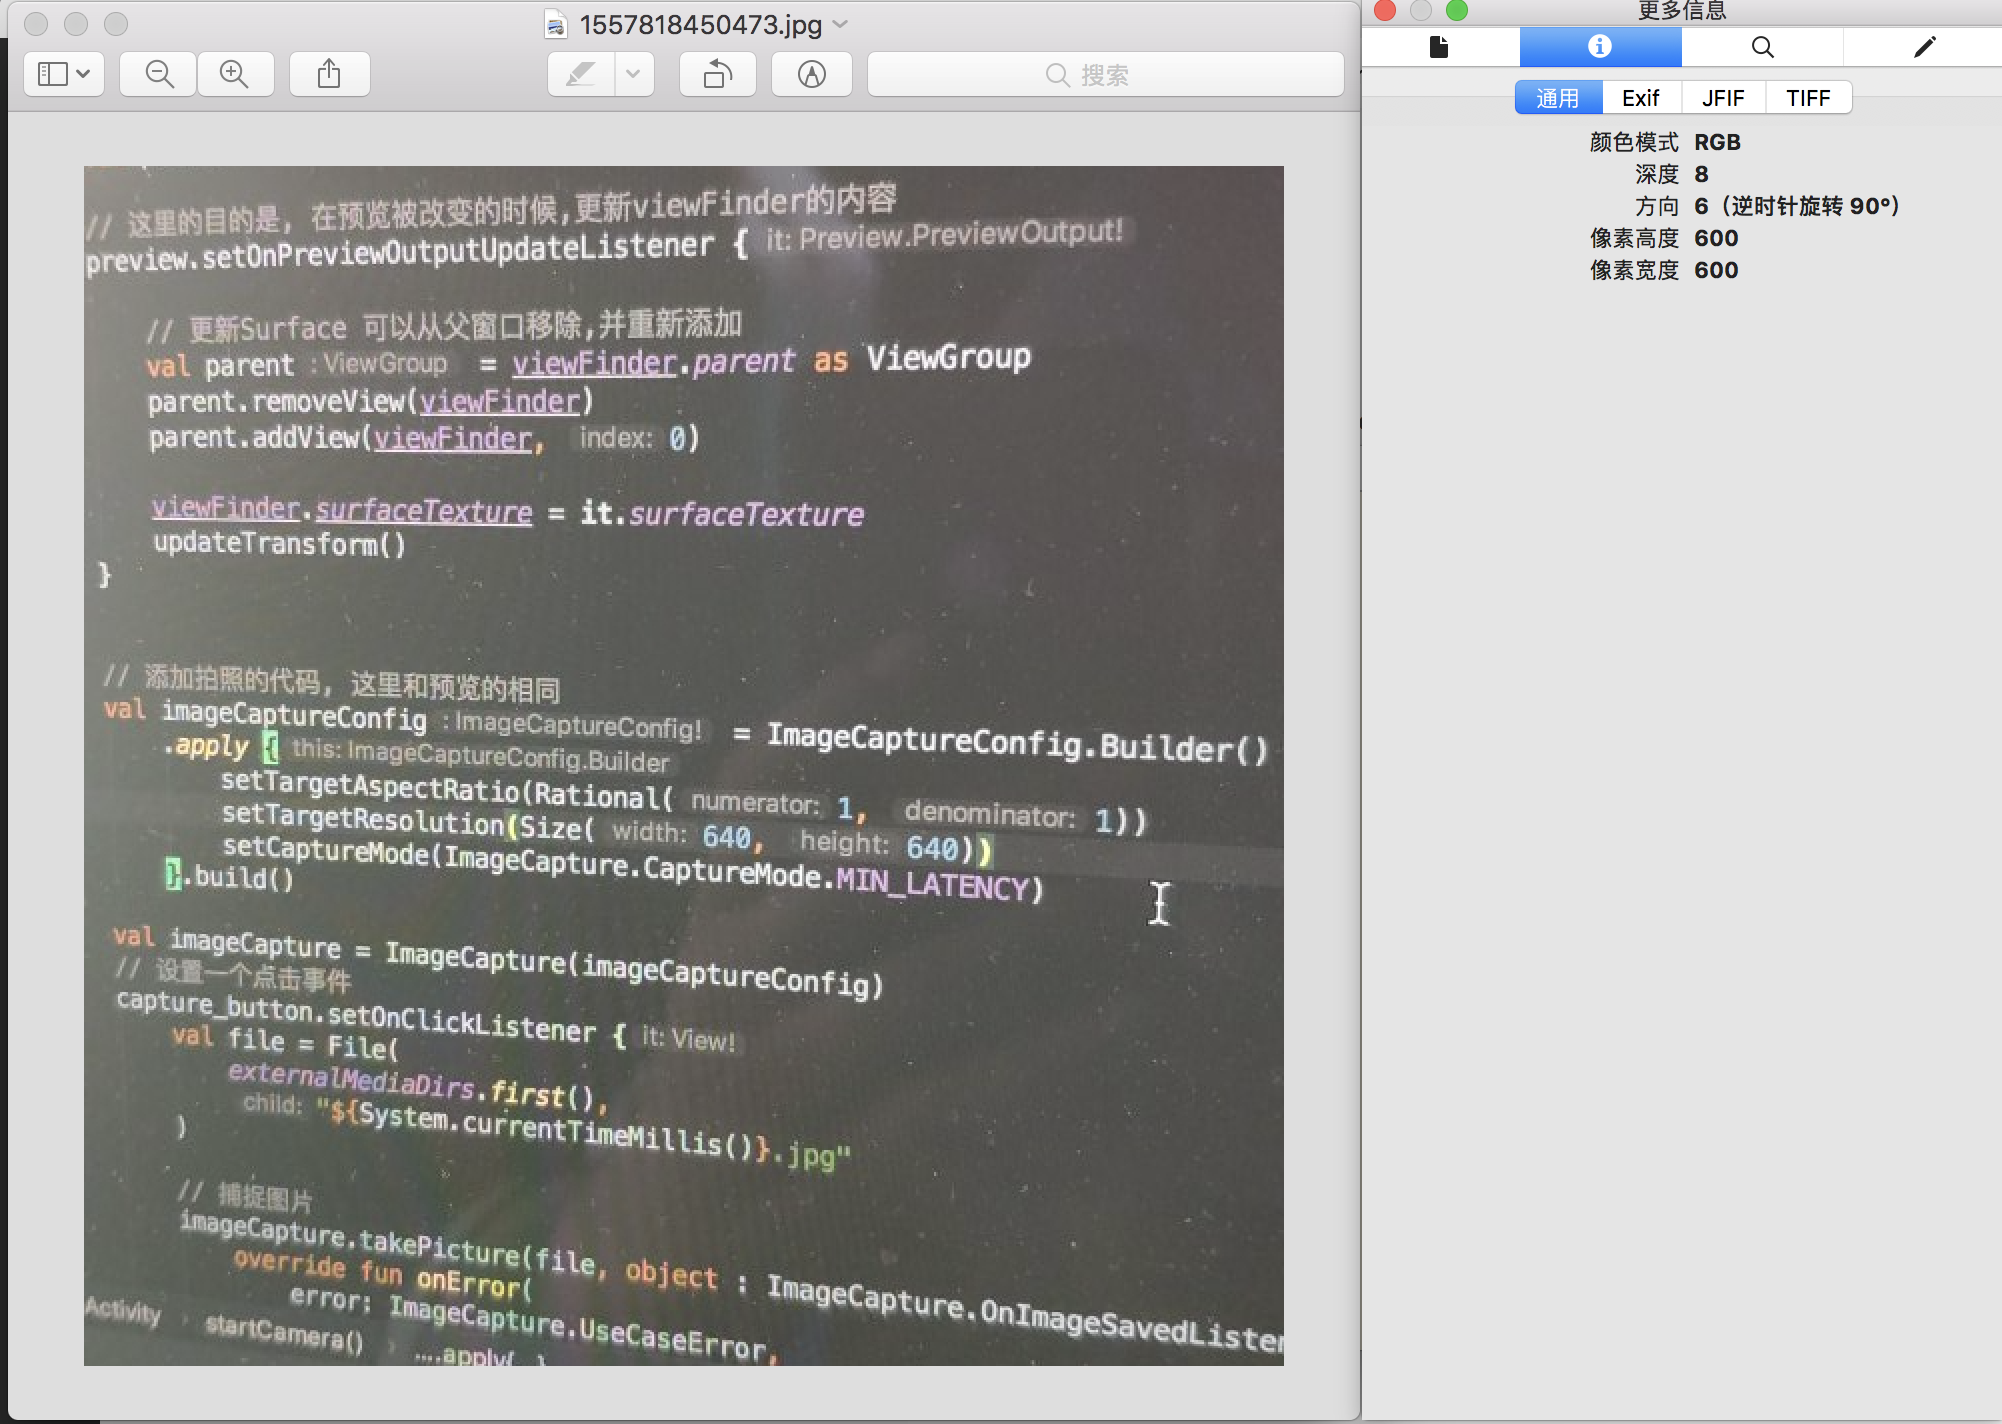 1557818450473.jpg
搜索
// 这里的目的是, 在预览被改变的时候,更新viewFinder的内容
preview.setOnPreviewOutputUpdateListener { it: Preview.PreviewOutput!
// 更新Surface 可以从父窗口移除,并重新添加
val parent : ViewGroup = viewFinder.parent as ViewGroup
parent.removeView(viewFinder)
parent.addView(viewFinder, index: 0)
viewFinder.surfaceTexture = it.surfaceTexture
updateTransform()
}
// 添加拍照的代码, 这里和预览的相同
val imageCaptureConfig : ImageCaptureConfig! = ImageCaptureConfig.Builder()
.apply { this: ImageCaptureConfig.Builder
setTargetAspectRatio(Rational( numerator: 1, denominator: 1))
setTargetResolution(Size( width: 640, height: 640))
setCaptureMode(ImageCapture.CaptureMode.MIN_LATENCY)
}.build()
val imageCapture = ImageCapture(imageCaptureConfig)
// 设置一个点击事件
capture_button.setOnClickListener { it: View!
val file = File(
externalMediaDirs.first(),
child: "${System.currentTimeMillis()}.jpg"
)
// 捕捉图片
imageCapture.takePicture(file, object : ImageCapture.OnImageSavedListener
override fun onError(
error: ImageCapture.UseCaseError,
Activity › startCamera() › ....apply{ }
更多信息
通用 Exif JFIF TIFF
颜色模式 RGB
深度 8
方向 6（逆时针旋转 90°）
像素高度 600
像素宽度 600